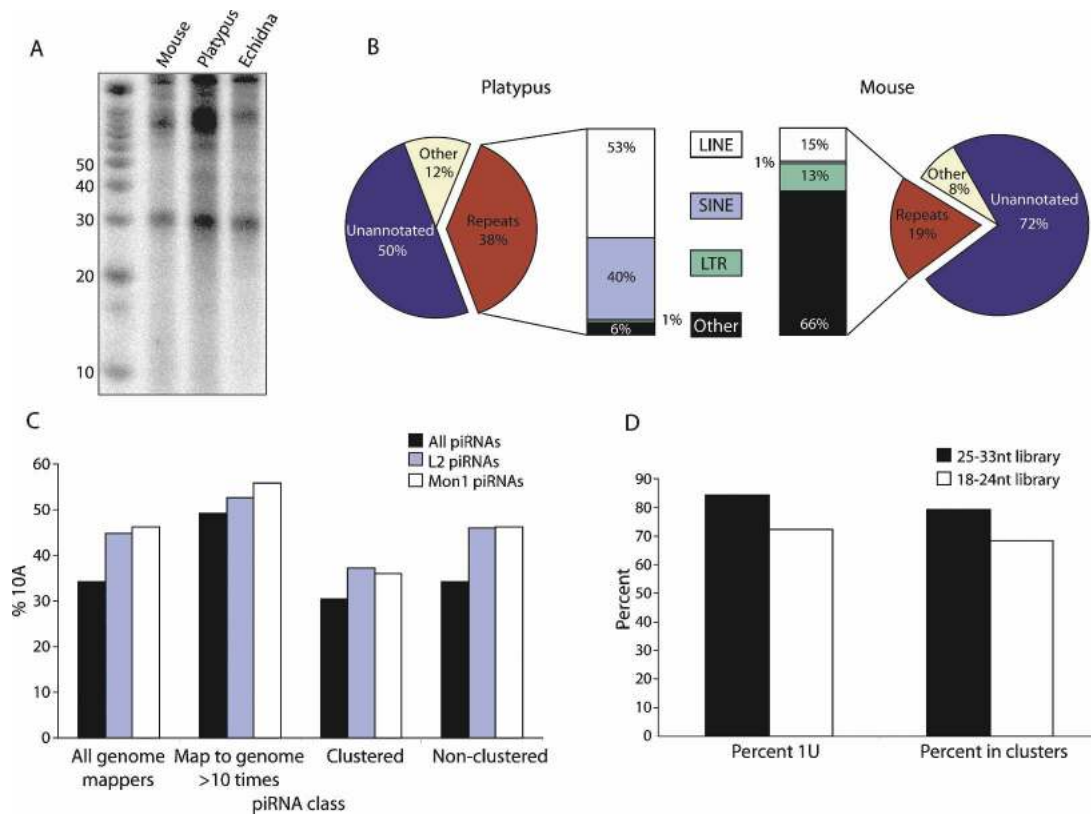 A
Mouse
Platypus
Echidna
50
40
30
20
10
B
Platypus
Mouse
Other
12%
Unannotated
50%
Repeats
38%
53%
40%
6%
1%
LINE
SINE
LTR
Other
15%
1%
13%
66%
Other
8%
Repeats
19%
Unannotated
72%
C
All piRNAs
L2 piRNAs
Mon1 piRNAs
% 10A
60
50
40
30
20
10
0
All genome mappers
Map to genome >10 times
Clustered
Non-clustered
piRNA class
D
25-33nt library
18-24nt library
Percent
90
80
70
60
50
40
30
20
10
0
Percent 1U
Percent in clusters